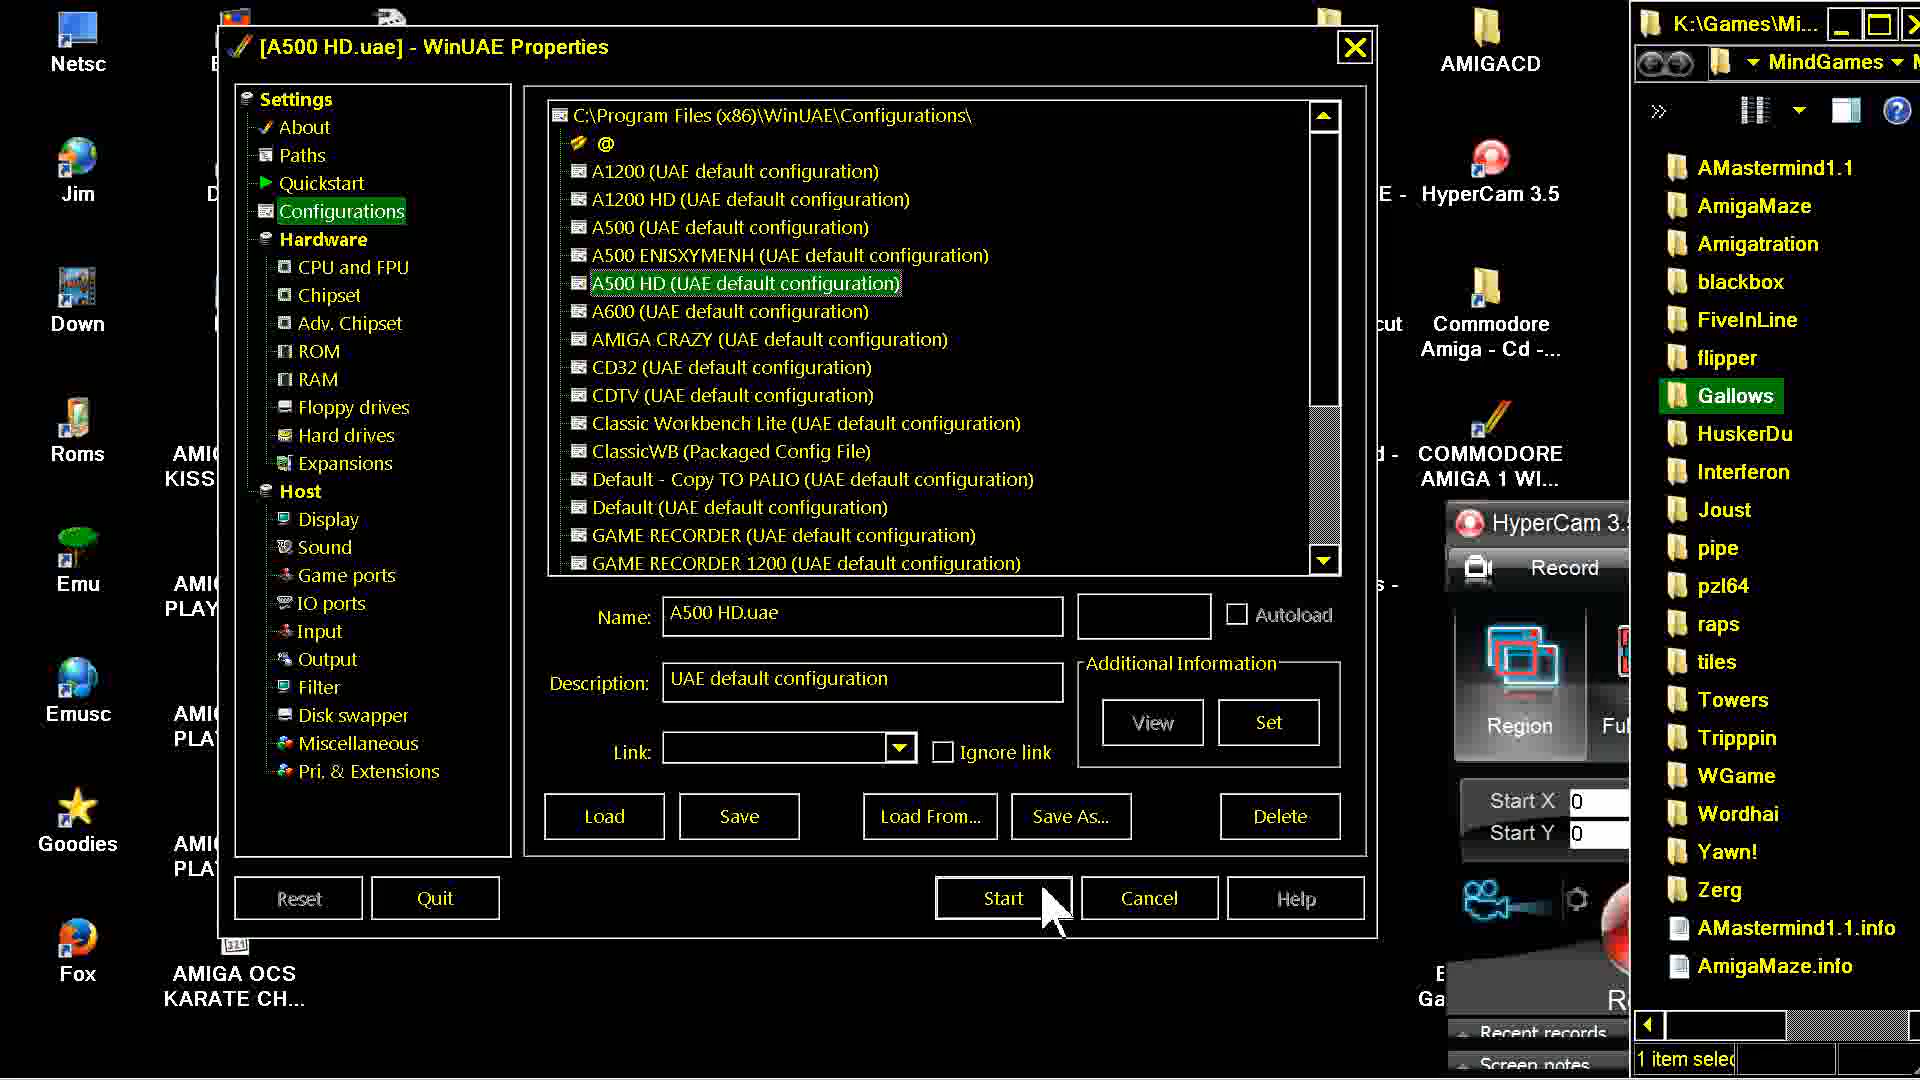 Netsc
Jim
Down
Roms
Emu
Emusc
Goodies
Fox
AMIGA OCS
KARATE CH...
[A500 HD.uae] - WinUAE Properties
Settings
About
Paths
Quickstart
Configurations
Hardware
CPU and FPU
Chipset
Adv. Chipset
ROM
RAM
Floppy drives
Hard drives
Expansions
Host
Display
Sound
Game ports
IO ports
Input
Output
Filter
Disk swapper
Miscellaneous
Pri. & Extensions
C:\Program Files (x86)\WinUAE\Configurations\
@
A1200 (UAE default configuration)
A1200 HD (UAE default configuration)
A500 (UAE default configuration)
A500 ENISXYMENH (UAE default configuration)
A500 HD (UAE default configuration)
A600 (UAE default configuration)
AMIGA CRAZY (UAE default configuration)
CD32 (UAE default configuration)
CDTV (UAE default configuration)
Classic Workbench Lite (UAE default configuration)
ClassicWB (Packaged Config File)
Default - Copy TO PALIO (UAE default configuration)
Default (UAE default configuration)
GAME RECORDER (UAE default configuration)
GAME RECORDER 1200 (UAE default configuration)
Name: A500 HD.uae
Autoload
Description: UAE default configuration
Additional Information
View Set
Link:
Ignore link
Load Save Load From... Save As... Delete
Reset Quit Start Cancel Help
AMIGACD
HyperCam 3.5
Commodore
Amiga - Cd -...
COMMODORE
AMIGA 1 WI...
HyperCam 3.
Record
Region
Start X 0
Start Y 0
Recent records
Screen notes
K:\Games\Mi...
MindGames
AMastermind1.1
AmigaMaze
Amigatration
blackbox
FiveInLine
flipper
Gallows
HuskerDu
Interferon
Joust
pipe
pzl64
raps
tiles
Towers
Tripppin
WGame
Wordhai
Yawn!
Zerg
AMastermind1.1.info
AmigaMaze.info
1 item selec